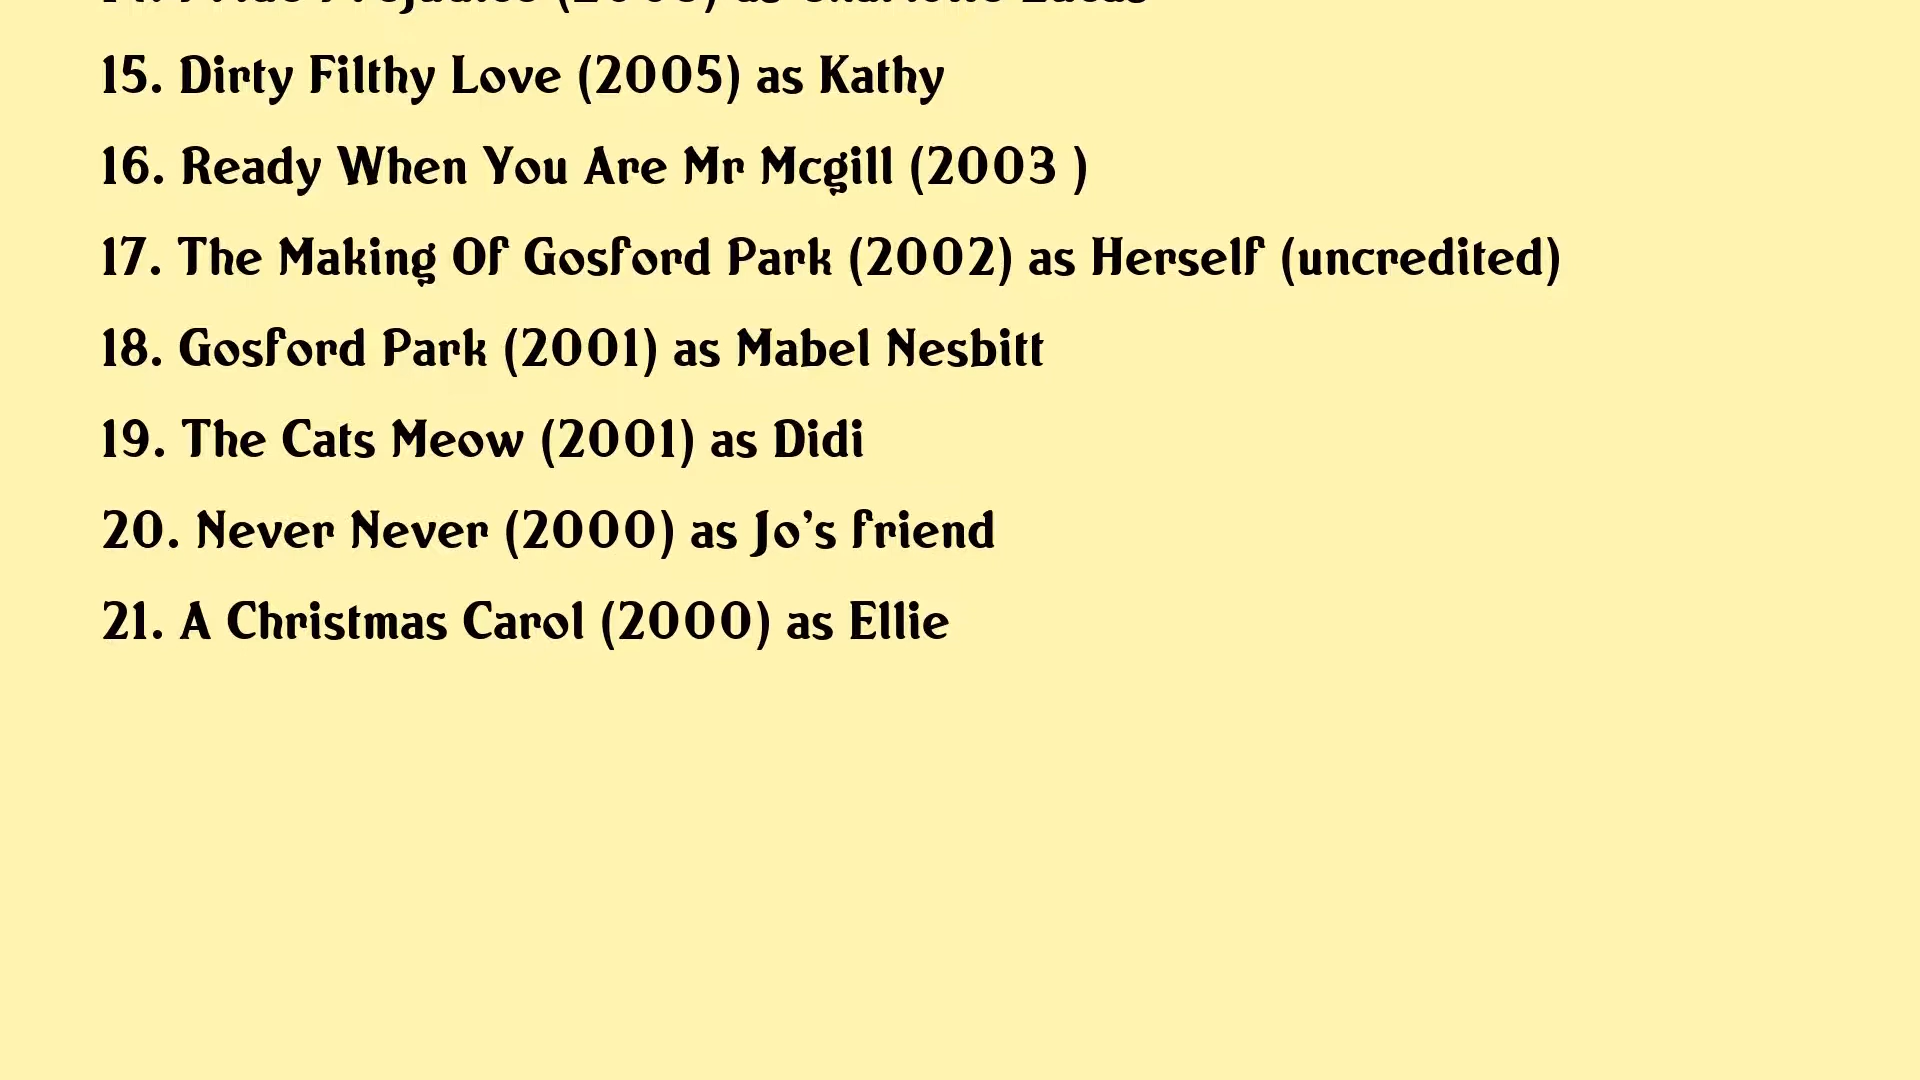 15. Dirty Filthy Love (2005) as Kathy
16. Ready When You Are Mr Mcgill (2003 )
17. The Making Of Gosford Park (2002) as Herself (uncredited)
18. Gosford Park (2001) as Mabel Nesbitt
19. The Cats Meow (2001) as Didi
20. Never Never (2000) as Jo's friend
21. A Christmas Carol (2000) as Ellie